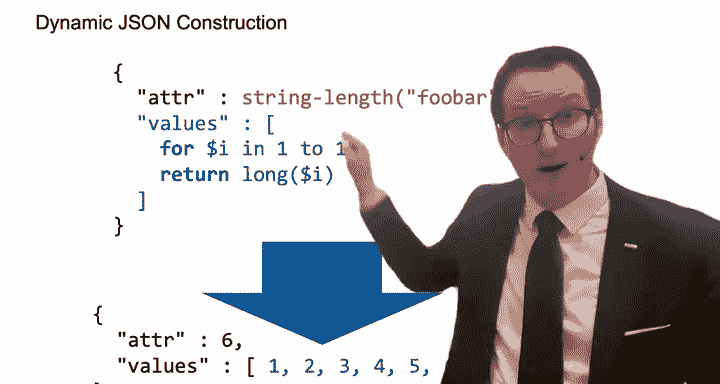 Dynamic JSON Construction
{
"attr" : string-length("foobar"
"values" : [
for $i in 1 to 1
return long($i)
]
}
{
"attr" : 6,
"values" : [ 1, 2, 3, 4, 5,